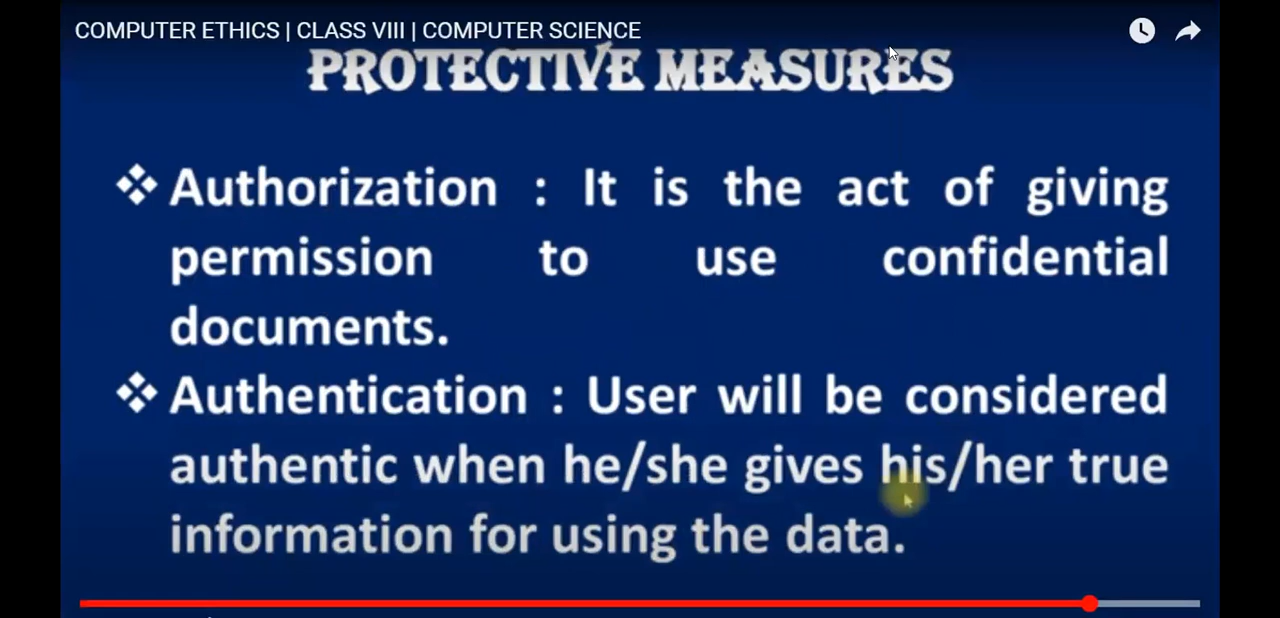 COMPUTER ETHICS | CLASS VIII | COMPUTER SCIENCE
PROTECTIVE MEASURES
Authorization : It is the act of giving
permission to use confidential
documents.
Authentication : User will be considered
authentic when he/she gives his/her true
information for using the data.